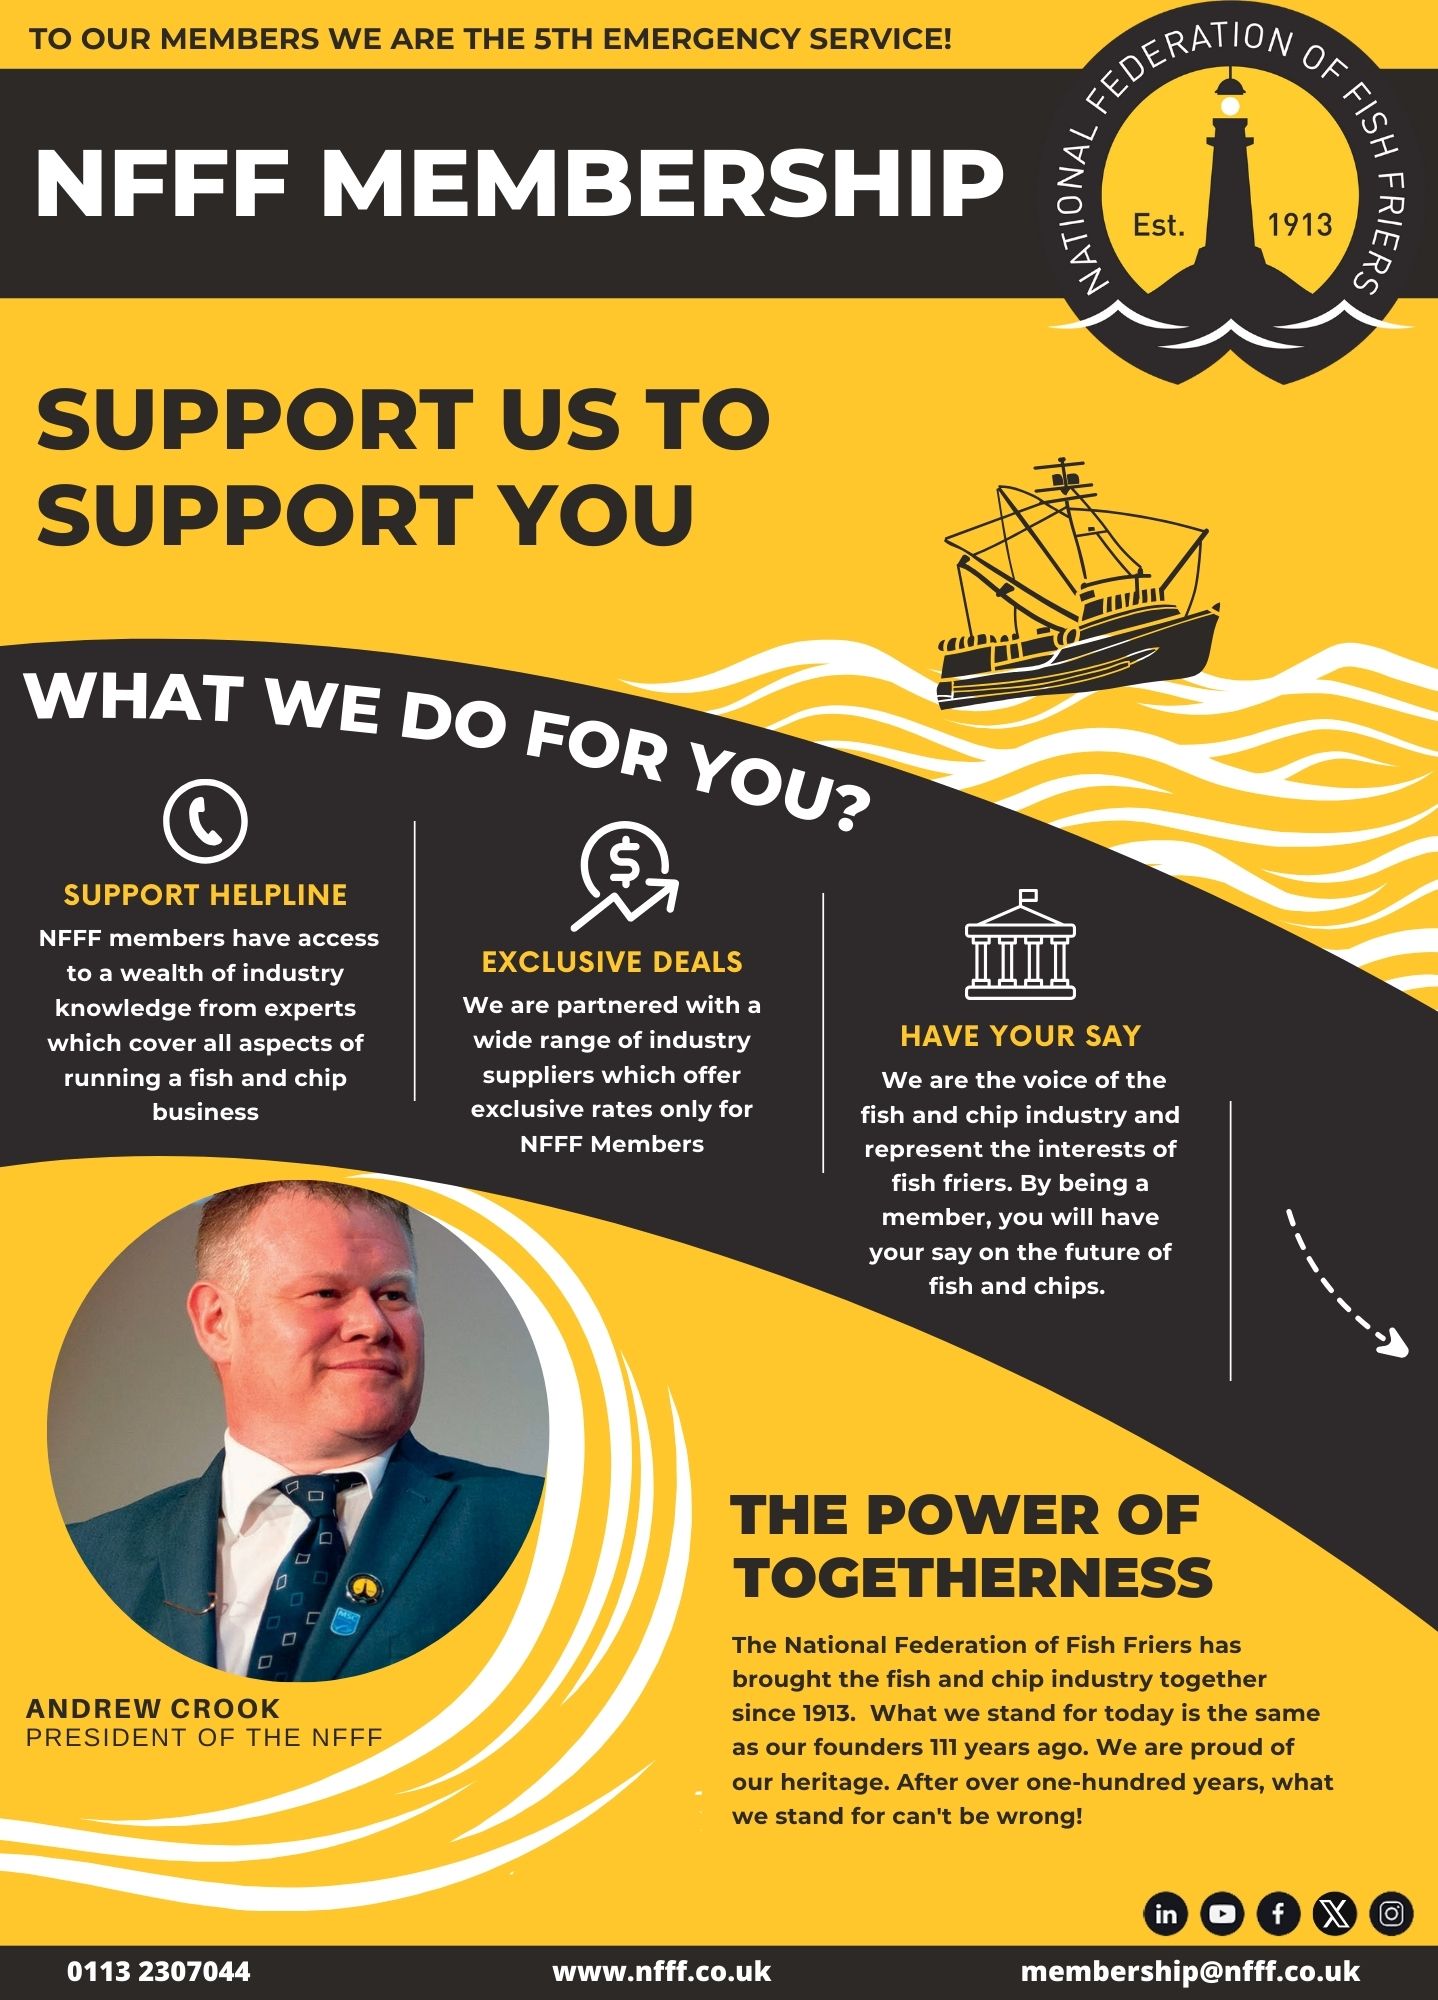 TO OUR MEMBERS WE ARE THE 5TH EMERGENCY SERVICE!
NATIONAL FEDERATION OF FISH FRIERS
Est. 1913
NFFF MEMBERSHIP
SUPPORT US TO
SUPPORT YOU
WHAT WE DO FOR YOU?
SUPPORT HELPLINE
NFFF members have access
to a wealth of industry
knowledge from experts
which cover all aspects of
running a fish and chip
business
$
EXCLUSIVE DEALS
We are partnered with a
wide range of industry
suppliers which offer
exclusive rates only for
NFFF Members
HAVE YOUR SAY
We are the voice of the
fish and chip industry and
represent the interests of
fish friers. By being a
member, you will have
your say on the future of
fish and chips.
MSC
ANDREW CROOK
PRESIDENT OF THE NFFF
THE POWER OF
TOGETHERNESS
The National Federation of Fish Friers has
brought the fish and chip industry together
since 1913.  What we stand for today is the same
as our founders 111 years ago. We are proud of
our heritage. After over one-hundred years, what
we stand for can't be wrong!
in f X
0113 2307044 www.nfff.co.uk membership@nfff.co.uk